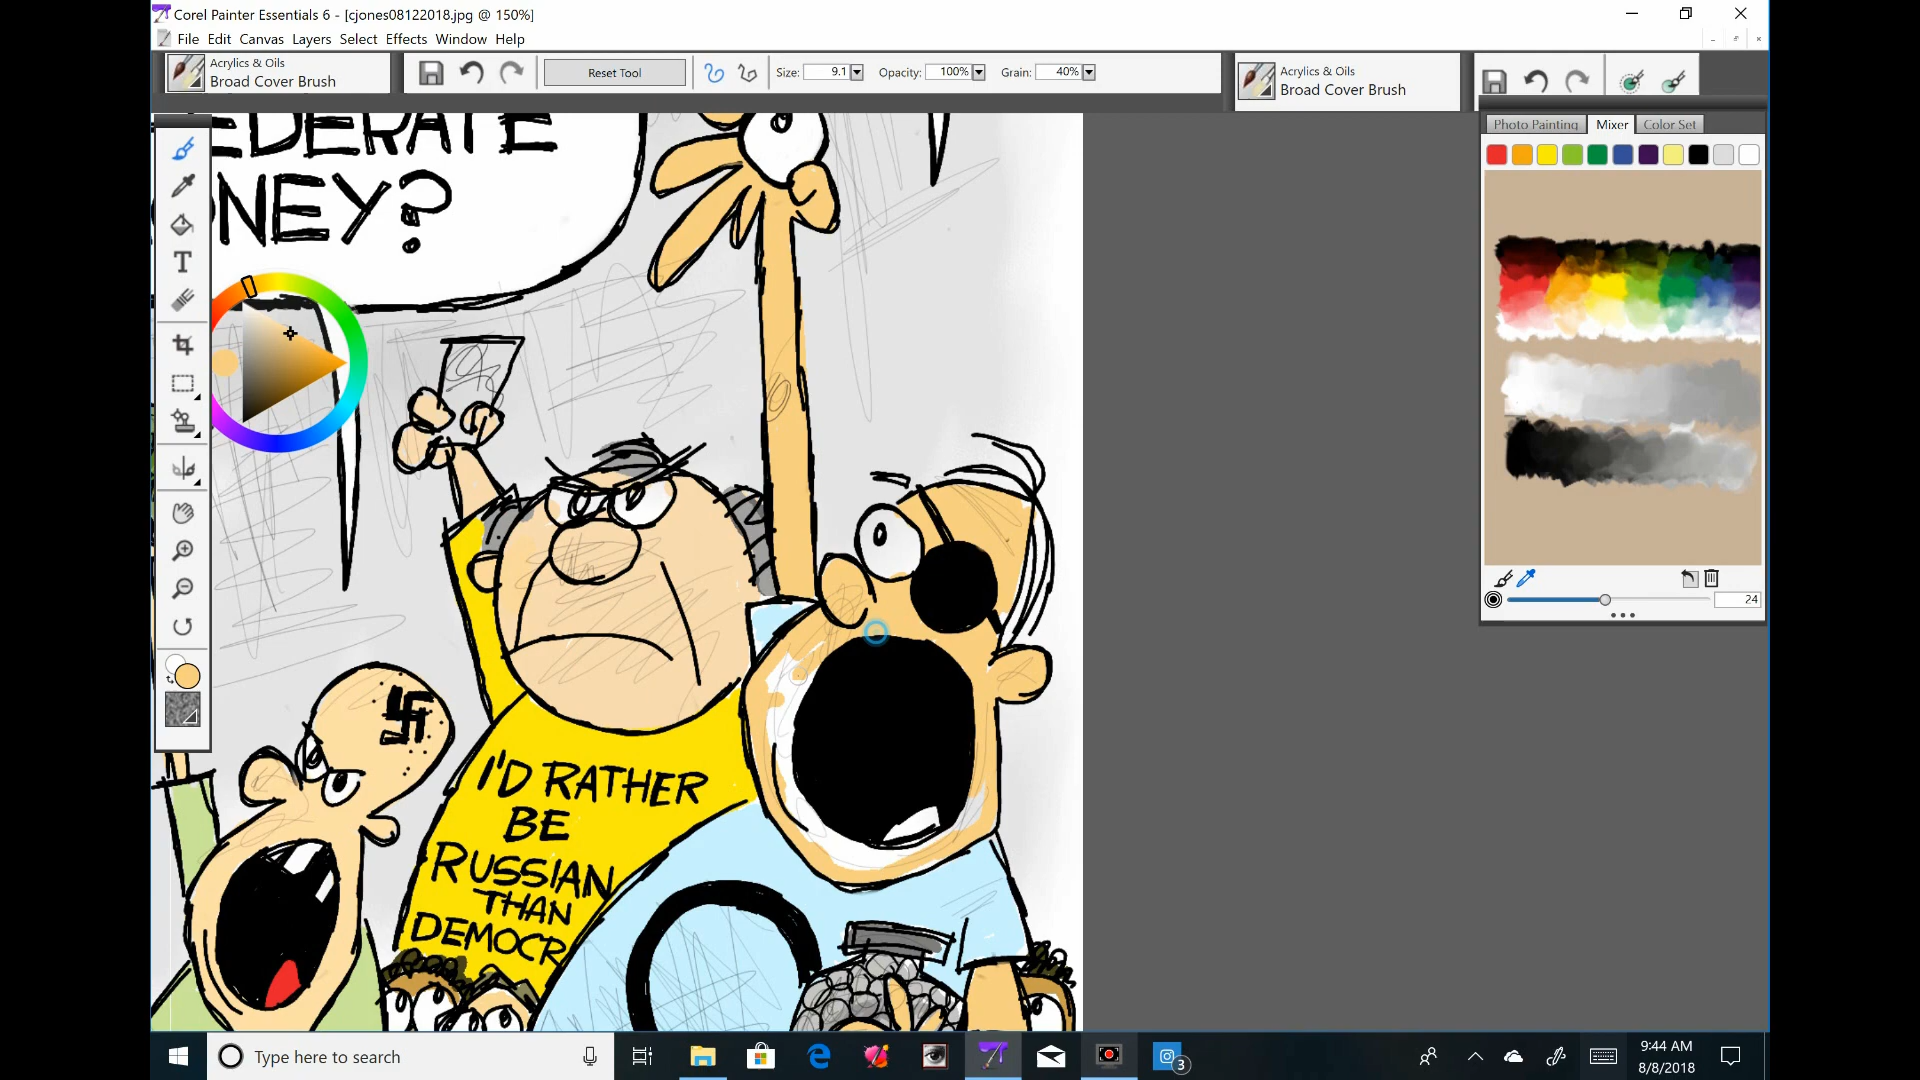 Corel Painter Essentials 6 - [cjones08122018.jpg @ 150%]
File Edit Canvas Layers Select Effects Window Help
Acrylics & Oils
Broad Cover Brush
Reset Tool
Size: 9.1
Opacity: 100%
Grain: 40%
Acrylics & Oils
Broad Cover Brush
Photo Painting Mixer Color Set
24
EDERATE
NEY?
I'D RATHER
BE
RUSSIAN
THAN
DEMOCR
Type here to search
3
9:44 AM
8/8/2018